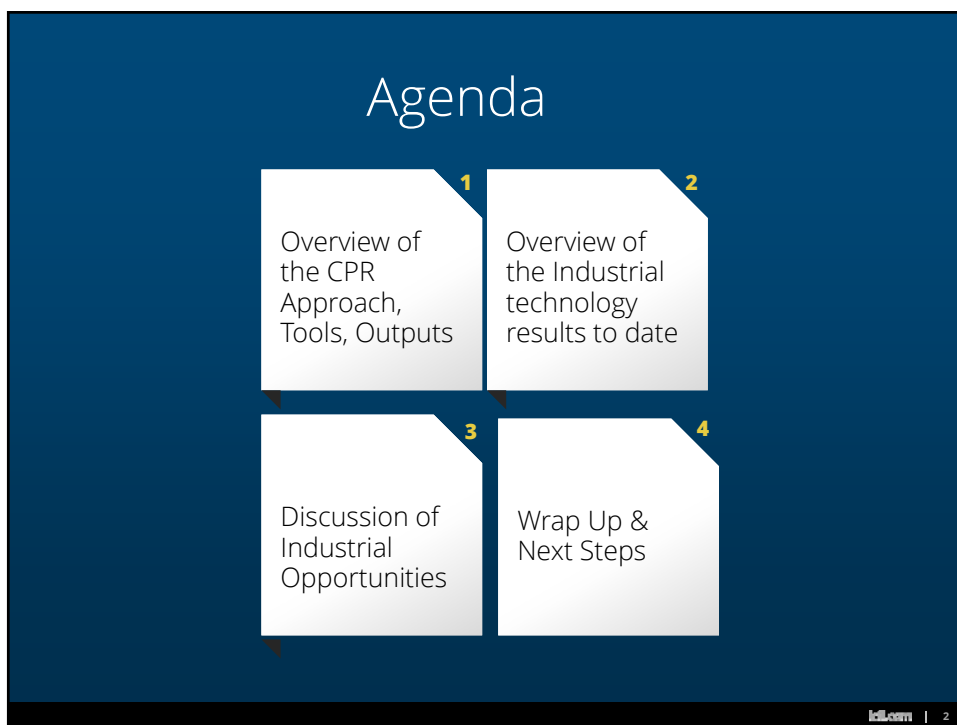 Agenda
1
Overview of
the CPR
Approach,
Tools, Outputs
2
Overview of
the Industrial
technology
results to date
3
Discussion of
Industrial
Opportunities
4
Wrap Up &
Next Steps
| 2